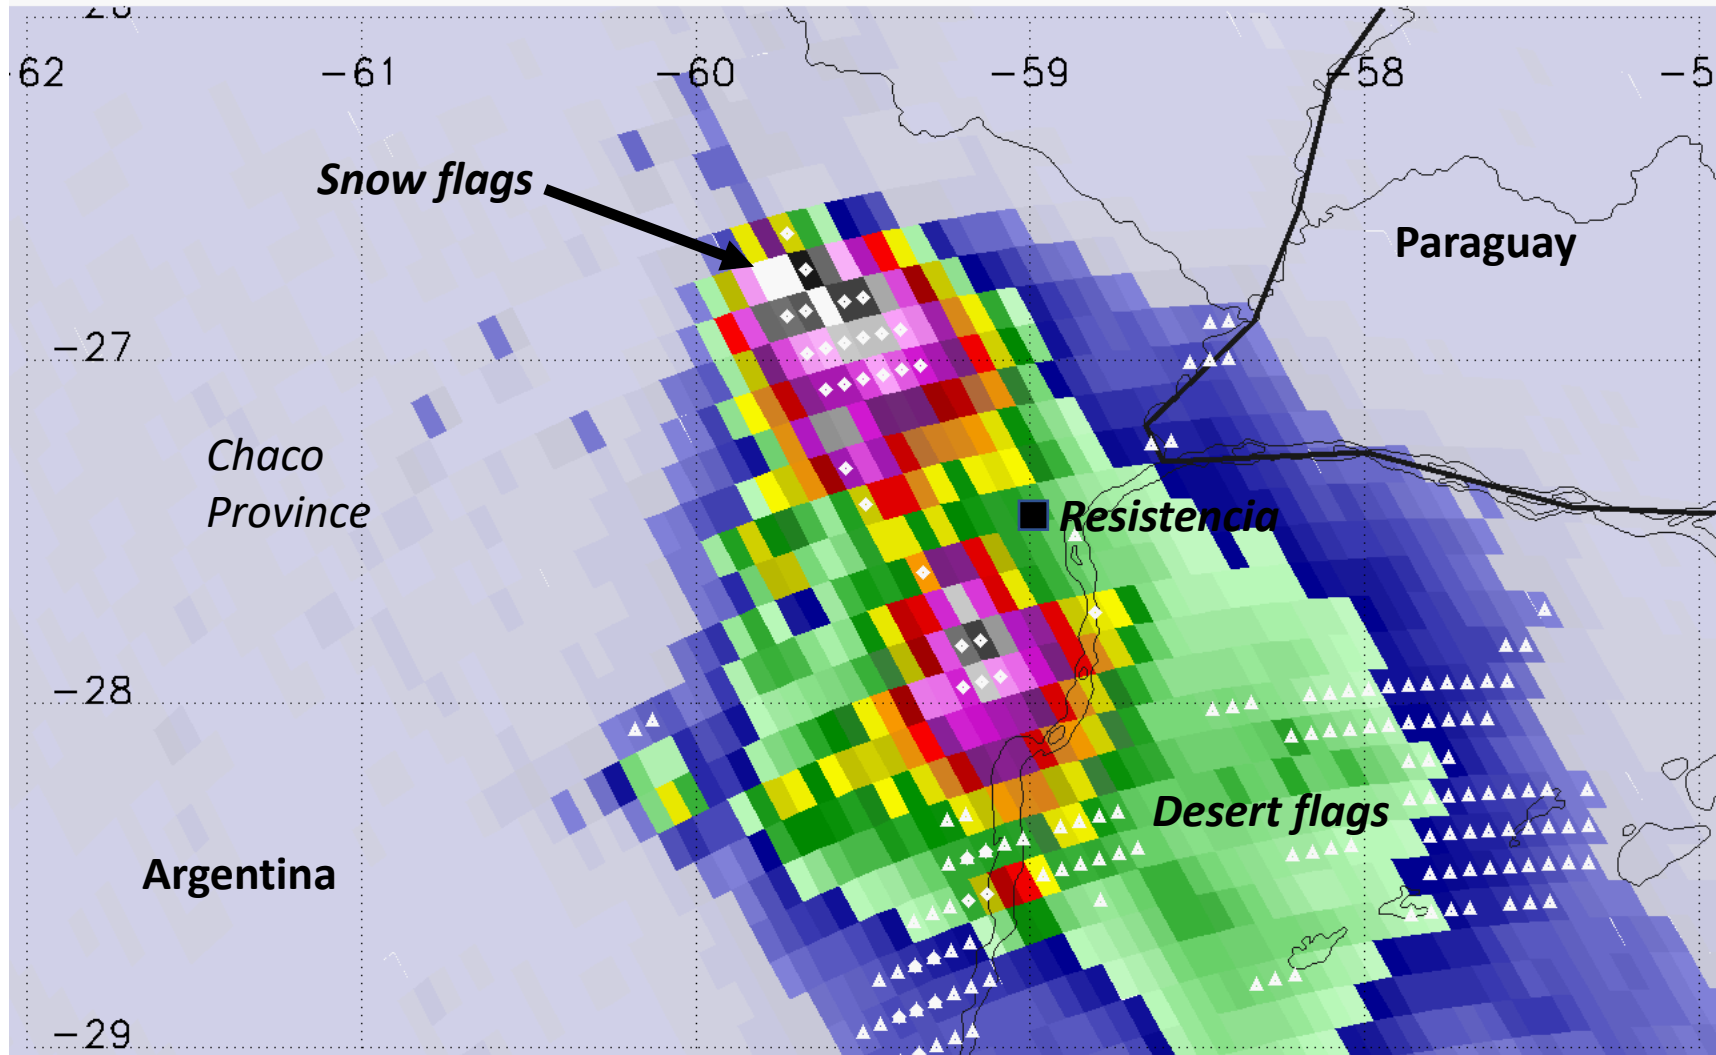 -62 -61 -60 -59 -58
Snow flags
Paraguay
-27
Chaco
Province
Resistencia
-28
Desert flags
Argentina
-29